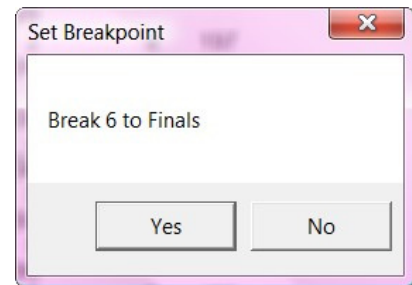 Set Breakpoint
Break 6 to Finals
Yes No